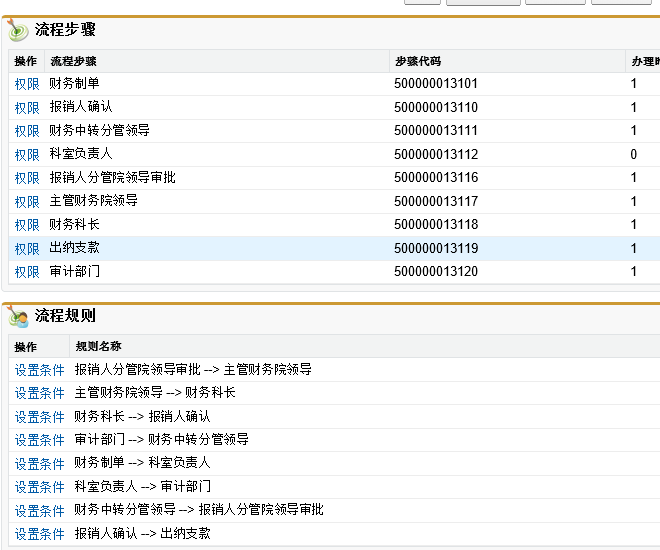 流程步骤
操作 流程步骤 步骤代码 办理
权限 财务制单 500000013101 1
权限 报销人确认 500000013110 1
权限 财务中转分管领导 500000013111 1
权限 科室负责人 500000013112 0
权限 报销人分管院领导审批 500000013116 1
权限 主管财务院领导 500000013117 1
权限 财务科长 500000013118 1
权限 出纳支款 500000013119 1
权限 审计部门 500000013120 1
流程规则
操作 规则名称
设置条件 报销人分管院领导审批 --> 主管财务院领导
设置条件 主管财务院领导 --> 财务科长
设置条件 财务科长 --> 报销人确认
设置条件 审计部门 --> 财务中转分管领导
设置条件 财务制单 --> 科室负责人
设置条件 科室负责人 --> 审计部门
设置条件 财务中转分管领导 --> 报销人分管院领导审批
设置条件 报销人确认 --> 出纳支款